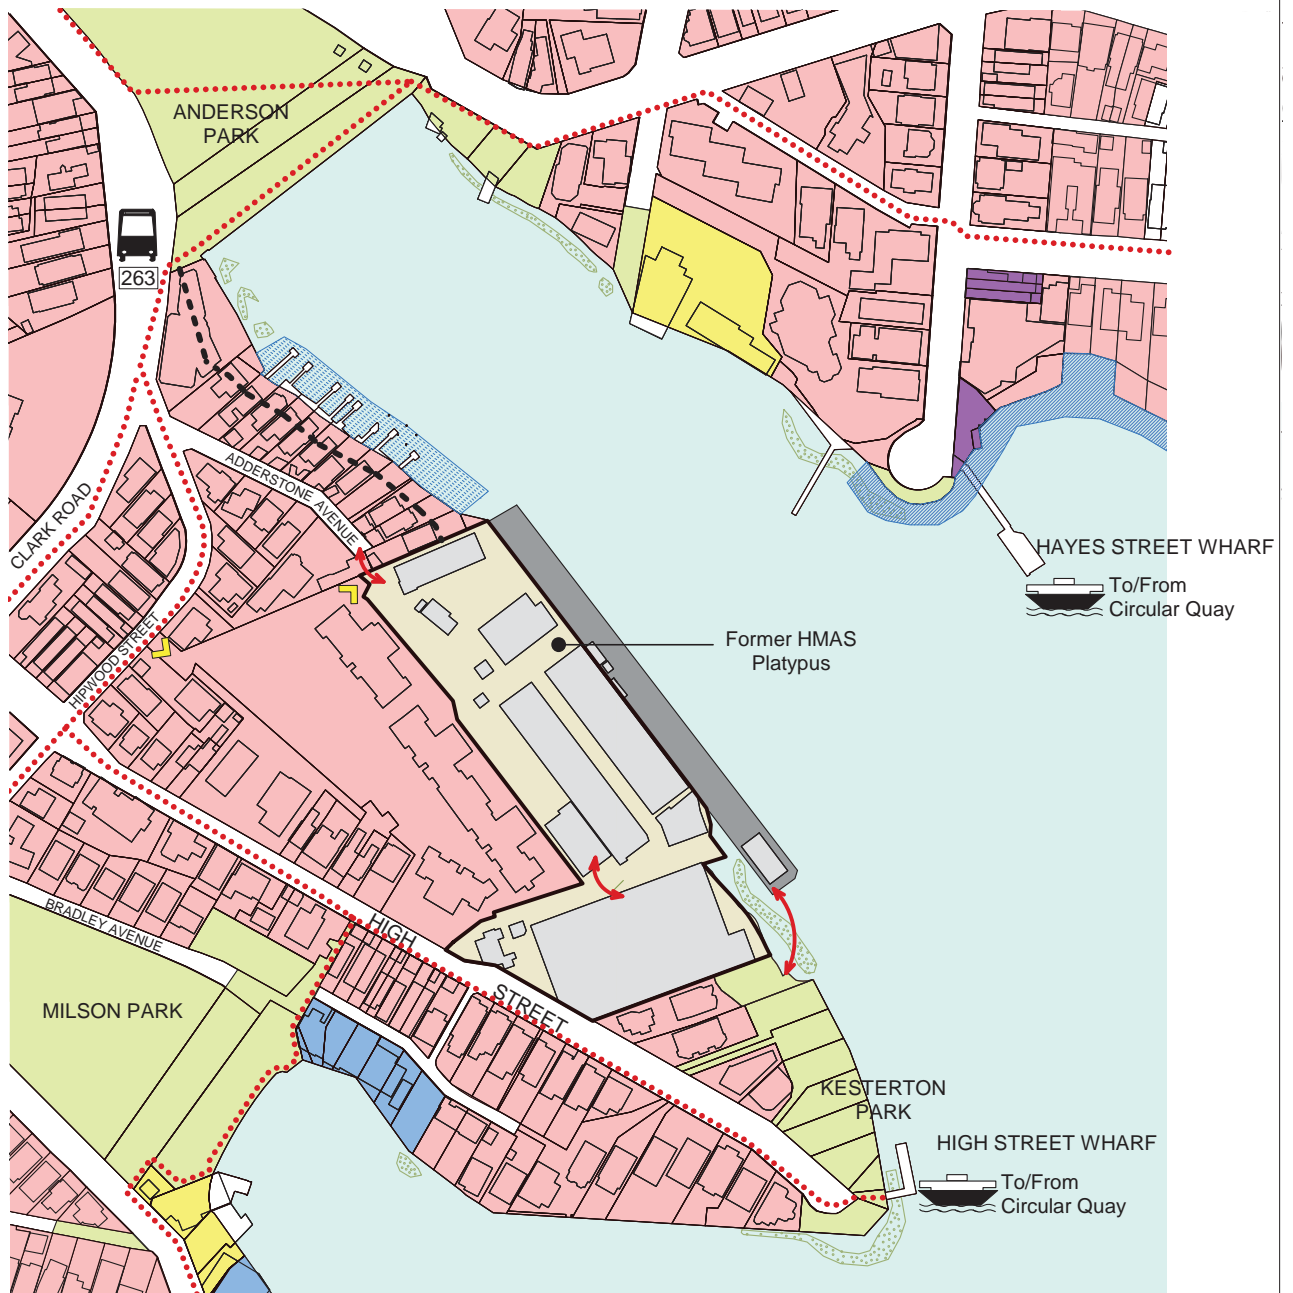 ANDERSON
PARK
263
CLARK ROAD
ADDERSTONE AVENUE
HIPWOOD STREET
HAYES STREET WHARF
To/From
Circular Quay
Former HMAS
Platypus
BRADLEY AVENUE
HIGH
STREET
MILSON PARK
KESTERTON
PARK
HIGH STREET WHARF
To/From
Circular Quay